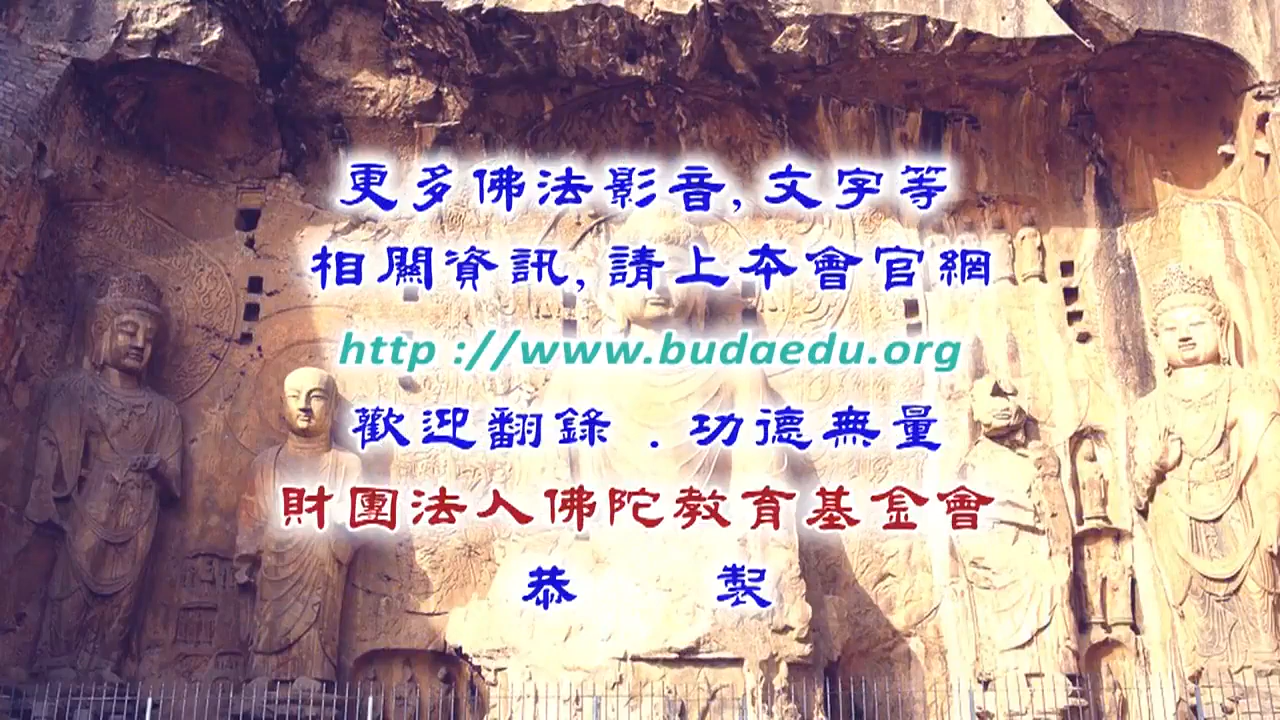 更多佛法影音,文字等
相關資訊,請上本會官網
http ://www.budaedu.org
歡迎翻錄 . 功德無量
財團法人佛陀教育基金會
恭 製